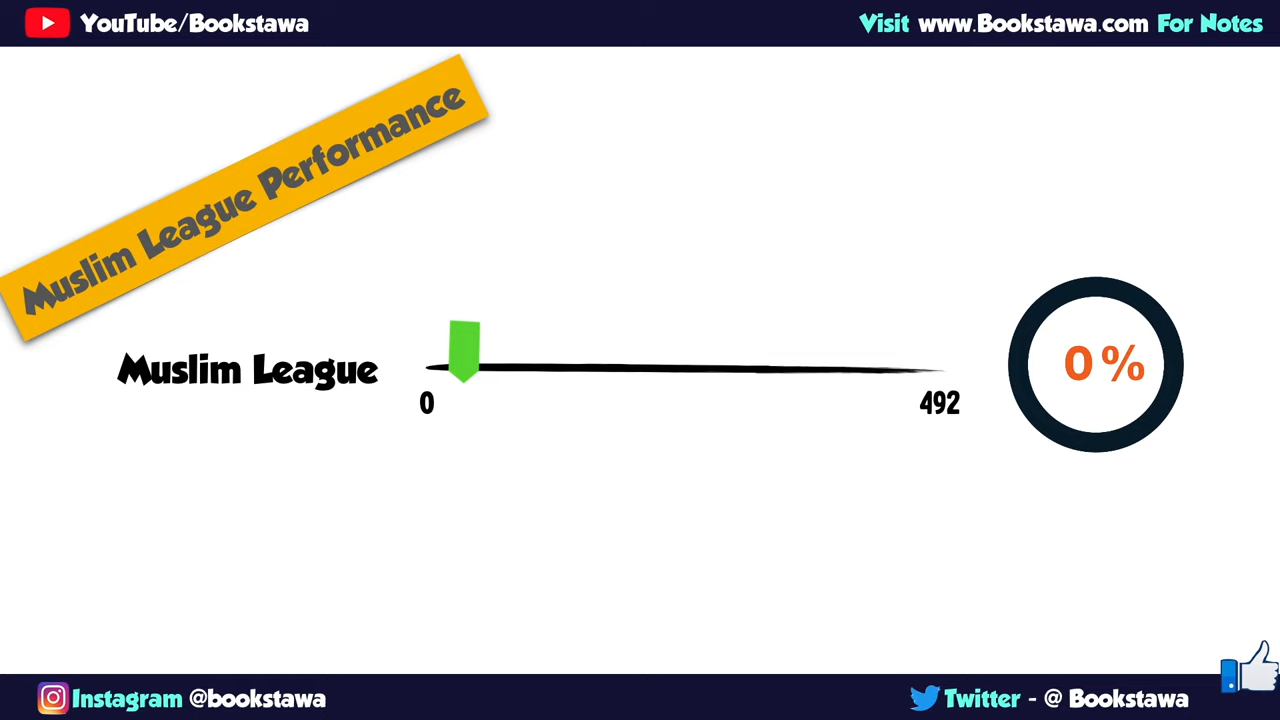 YouTube/Bookstawa
Visit www.Bookstawa.com For Notes
Muslim League Performance
Muslim League
0
492
0%
Instagram @bookstawa
Twitter - @ Bookstawa